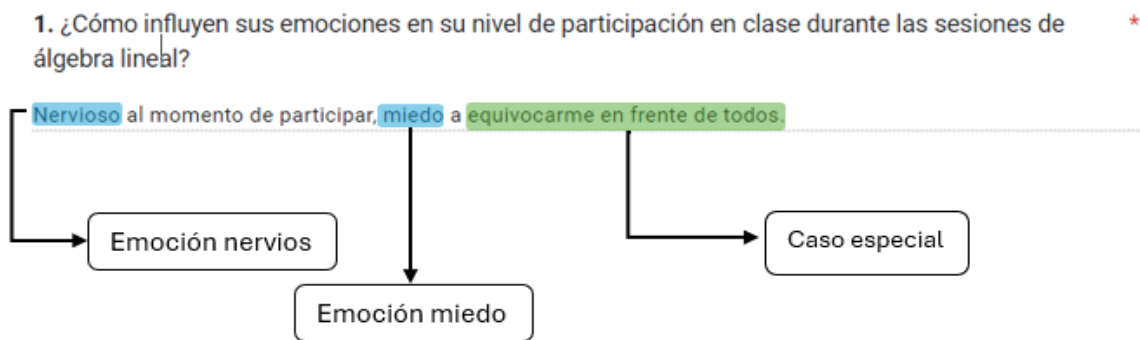 1. ¿Cómo influyen sus emociones en su nivel de participación en clase durante las sesiones de *
álgebra lineal?
Nervioso al momento de participar, miedo a equivocarme en frente de todos.
Emoción nervios
Caso especial
Emoción miedo